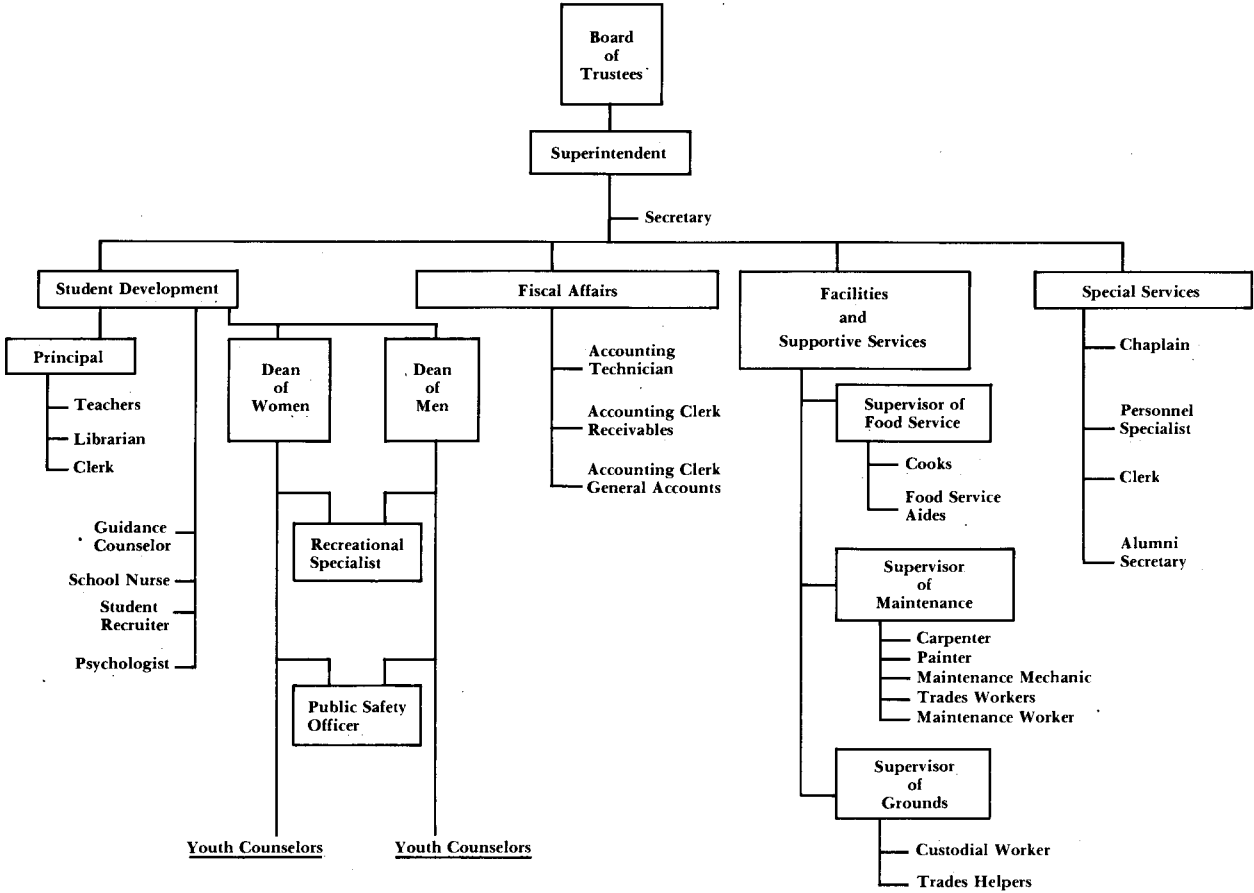 Board
of
Trustees
Superintendent
Secretary
Student Development
Fiscal Affairs
Facilities
and
Supportive Services
Special Services
Principal
Teachers
Librarian
Clerk
Guidance
Counselor
School Nurse
Student
Recruiter
Psychologist
Dean
of
Women
Dean
of
Men
Recreational
Specialist
Public Safety
Officer
Youth Counselors
Youth Counselors
Accounting
Technician
Accounting Clerk
Receivables
Accounting Clerk
General Accounts
Supervisor of
Food Service
Cooks
Food Service
Aides
Supervisor
of
Maintenance
Carpenter
Painter
Maintenance Mechanic
Trades Workers
Maintenance Worker
Supervisor
of
Grounds
Custodial Worker
Trades Helpers
Chaplain
Personnel
Specialist
Clerk
Alumni
Secretary